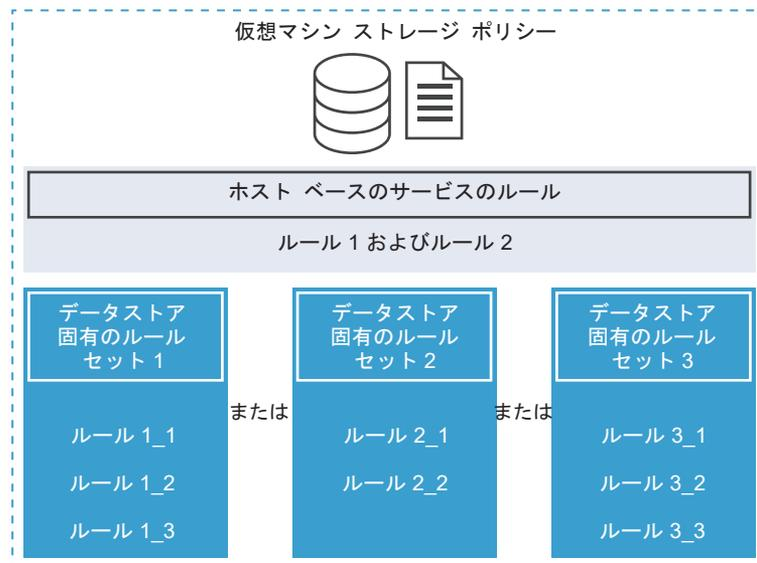 仮想マシン ストレージ ポリシー
ホスト ベースのサービスのルール
ルール 1 およびルール 2
データストア
固有のルール
セット 1
データストア
固有のルール
セット 2
データストア
固有のルール
セット 3
または
または
ルール 1_1
ルール 1_2
ルール 1_3
ルール 2_1
ルール 2_2
ルール 3_1
ルール 3_2
ルール 3_3